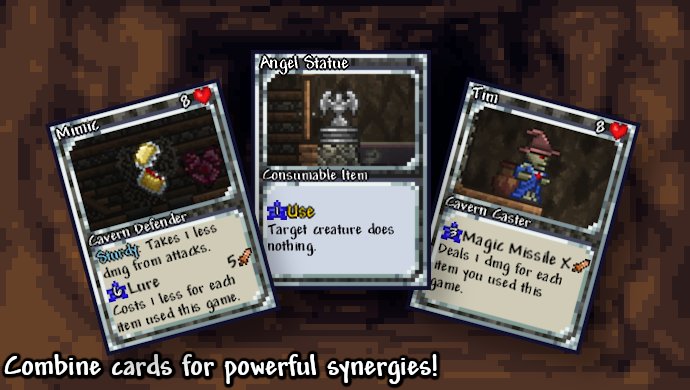 Mimic
8
Cavern Defender
Sturdy: Takes 1 less
dmg from attacks.
6 Lure 5
Costs 1 less for each
item used this game.
Angel Statue
Consumable Item
1 Use
Target creature does
nothing.
Tim
8
Cavern Caster
3 Magic Missile X
Deals 1 dmg for each
item you used this
game.
Combine cards for powerful synergies!